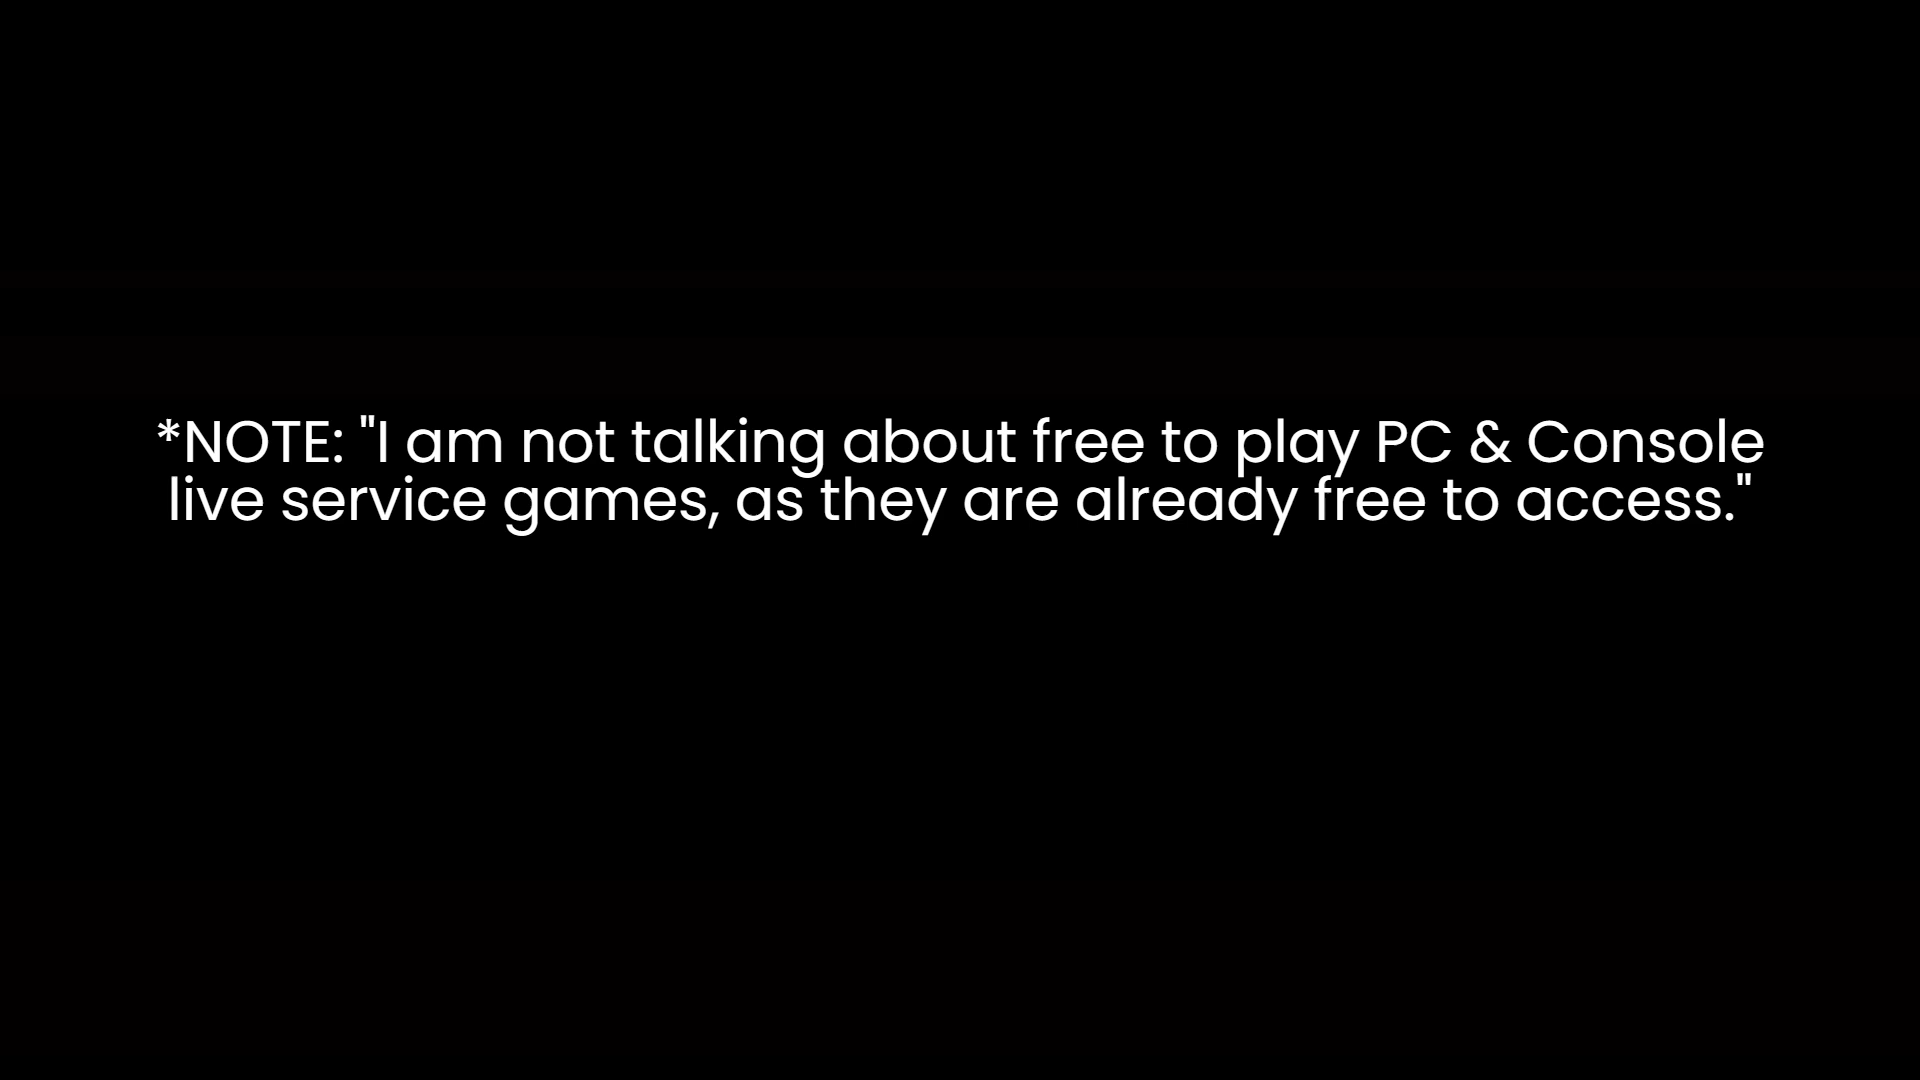 *NOTE: "I am not talking about free to play PC & Console
live service games, as they are already free to access."